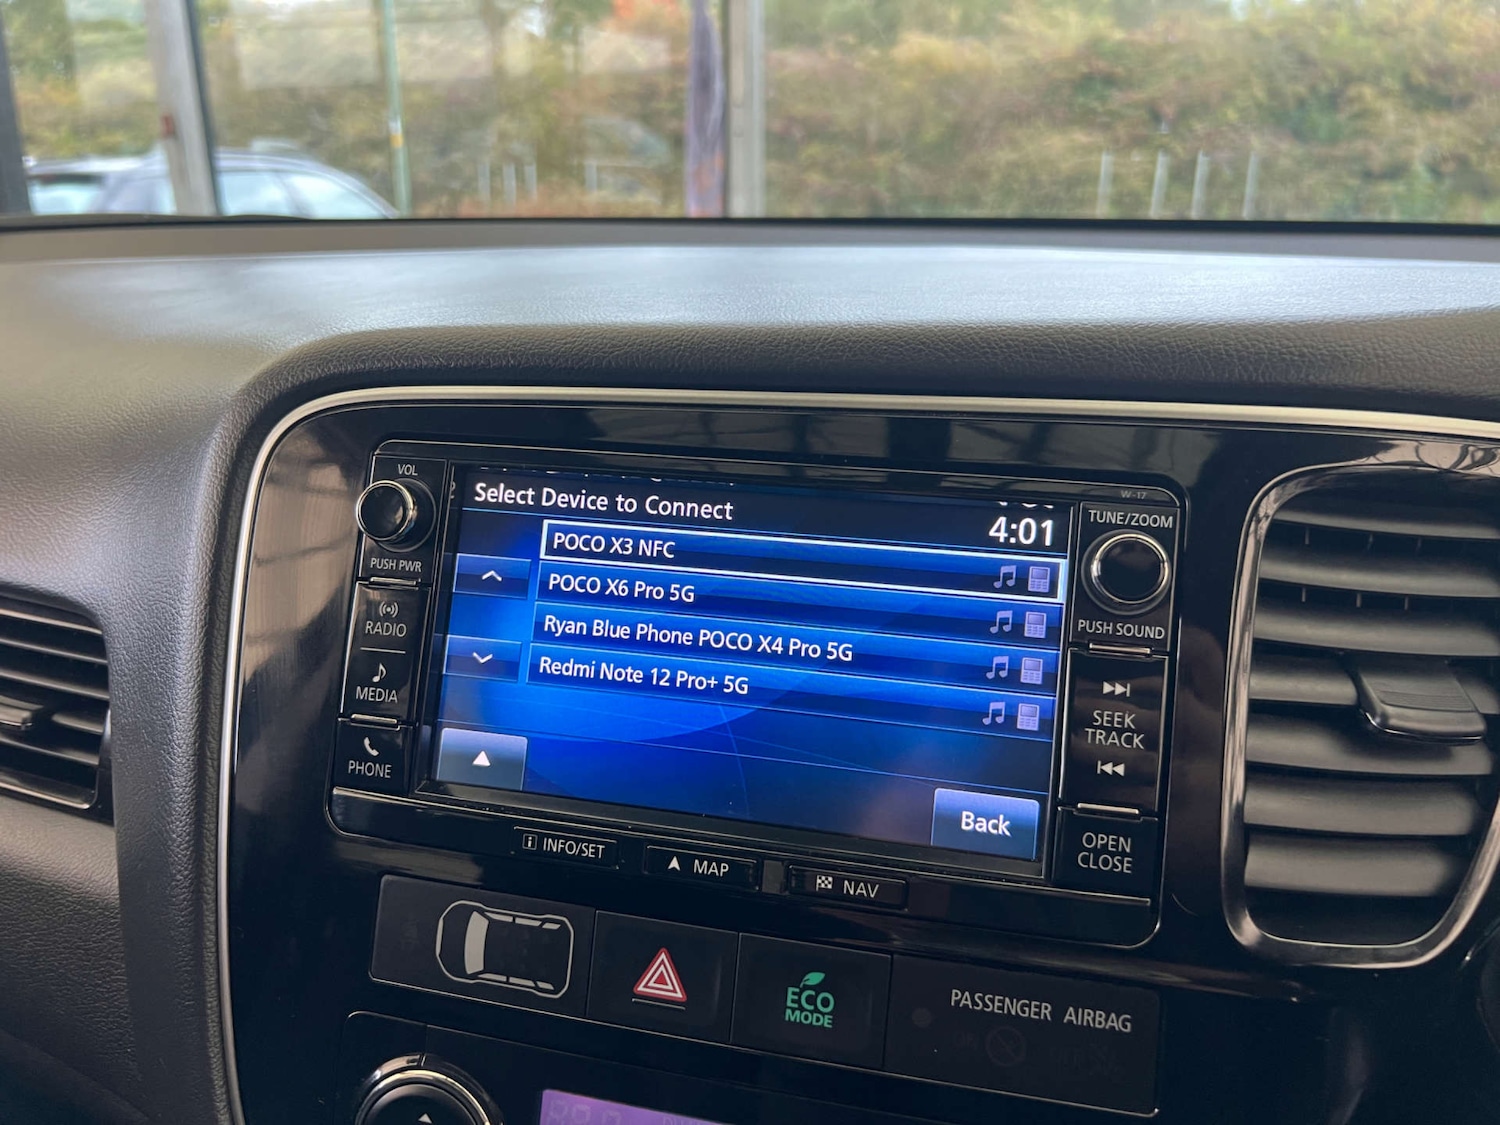 VOL
W-17
Select Device to Connect
4:01
TUNE/ZOOM
POCO X3 NFC
PUSH PWR
POCO X6 Pro 5G
RADIO
Ryan Blue Phone POCO X4 Pro 5G
PUSH SOUND
Redmi Note 12 Pro+ 5G
MEDIA
SEEK
TRACK
PHONE
Back
OPEN
CLOSE
INFO/SET
MAP
NAV
ECO
MODE
PASSENGER AIRBAG